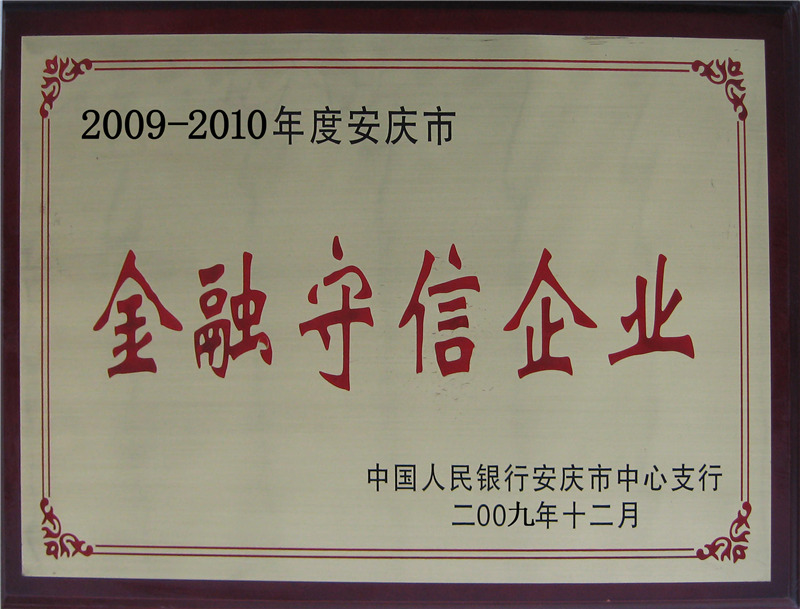 2009-2010年度安庆市
金融守信企业
中国人民银行安庆市中心支行
二00九年十二月